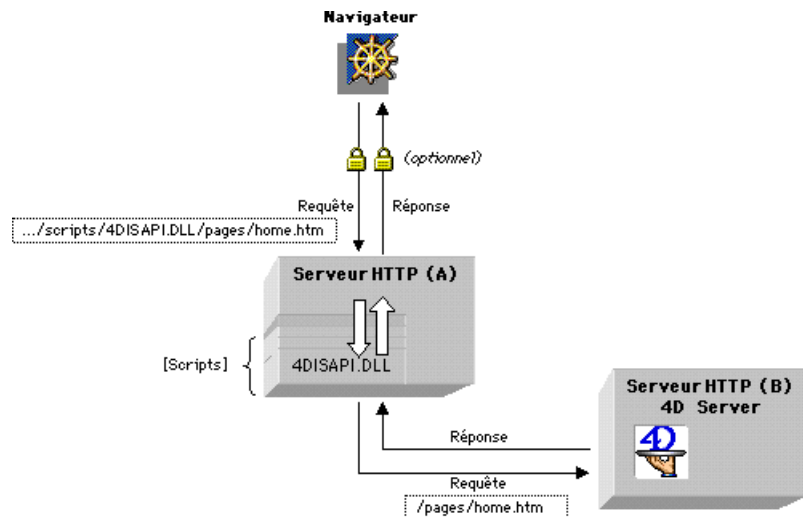 Navigateur
(optionnel)
Requête
Réponse
.../scripts/4DISAPI.DLL/pages/home.htm
Serveur HTTP (A)
[Scripts]
4DISAPI.DLL
Serveur HTTP (B)
4D Server
4D
Réponse
Requête
/pages/home.htm